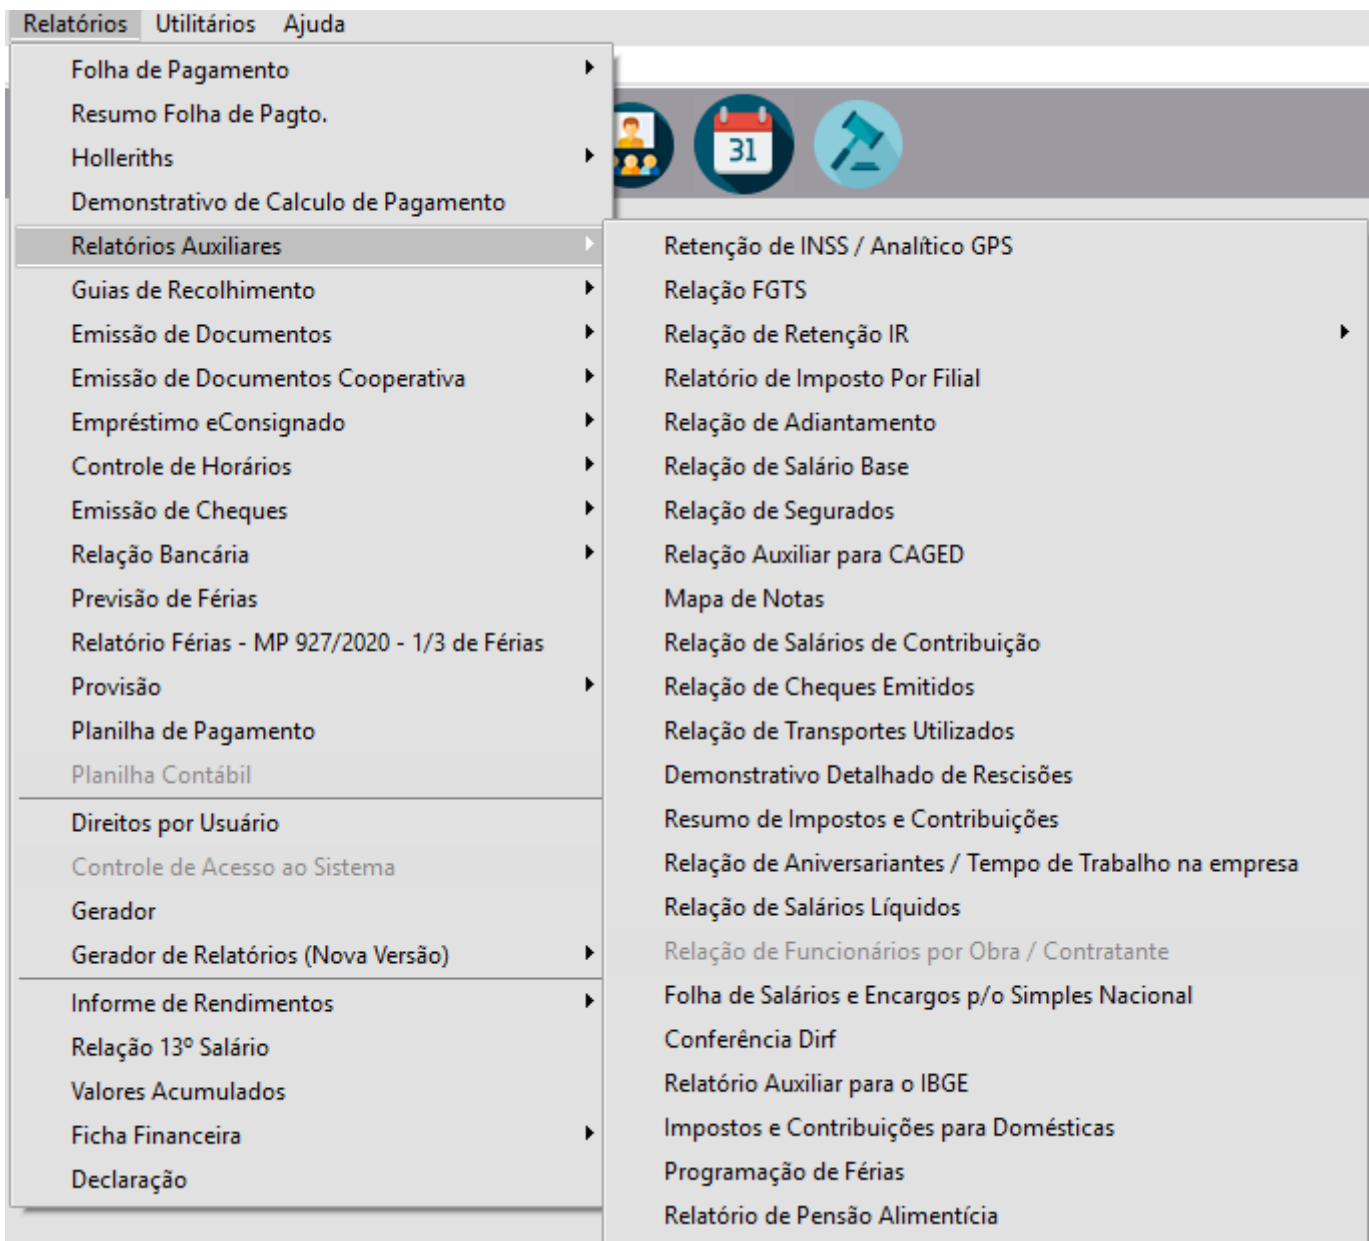 Relatórios Utilitários Ajuda
Folha de Pagamento
Resumo Folha de Pagto.
Holleriths
Demonstrativo de Calculo de Pagamento
Relatórios Auxiliares
Guias de Recolhimento
Emissão de Documentos
Emissão de Documentos Cooperativa
Empréstimo eConsignado
Controle de Horários
Emissão de Cheques
Relação Bancária
Previsão de Férias
Relatório Férias - MP 927/2020 - 1/3 de Férias
Provisão
Planilha de Pagamento
Planilha Contábil
Direitos por Usuário
Controle de Acesso ao Sistema
Gerador
Gerador de Relatórios (Nova Versão)
Informe de Rendimentos
Relação 13º Salário
Valores Acumulados
Ficha Financeira
Declaração
31
Retenção de INSS / Analítico GPS
Relação FGTS
Relação de Retenção IR
Relatório de Imposto Por Filial
Relação de Adiantamento
Relação de Salário Base
Relação de Segurados
Relação Auxiliar para CAGED
Mapa de Notas
Relação de Salários de Contribuição
Relação de Cheques Emitidos
Relação de Transportes Utilizados
Demonstrativo Detalhado de Rescisões
Resumo de Impostos e Contribuições
Relação de Aniversariantes / Tempo de Trabalho na empresa
Relação de Salários Líquidos
Relação de Funcionários por Obra / Contratante
Folha de Salários e Encargos p/o Simples Nacional
Conferência Dirf
Relatório Auxiliar para o IBGE
Impostos e Contribuições para Domésticas
Programação de Férias
Relatório de Pensão Alimentícia